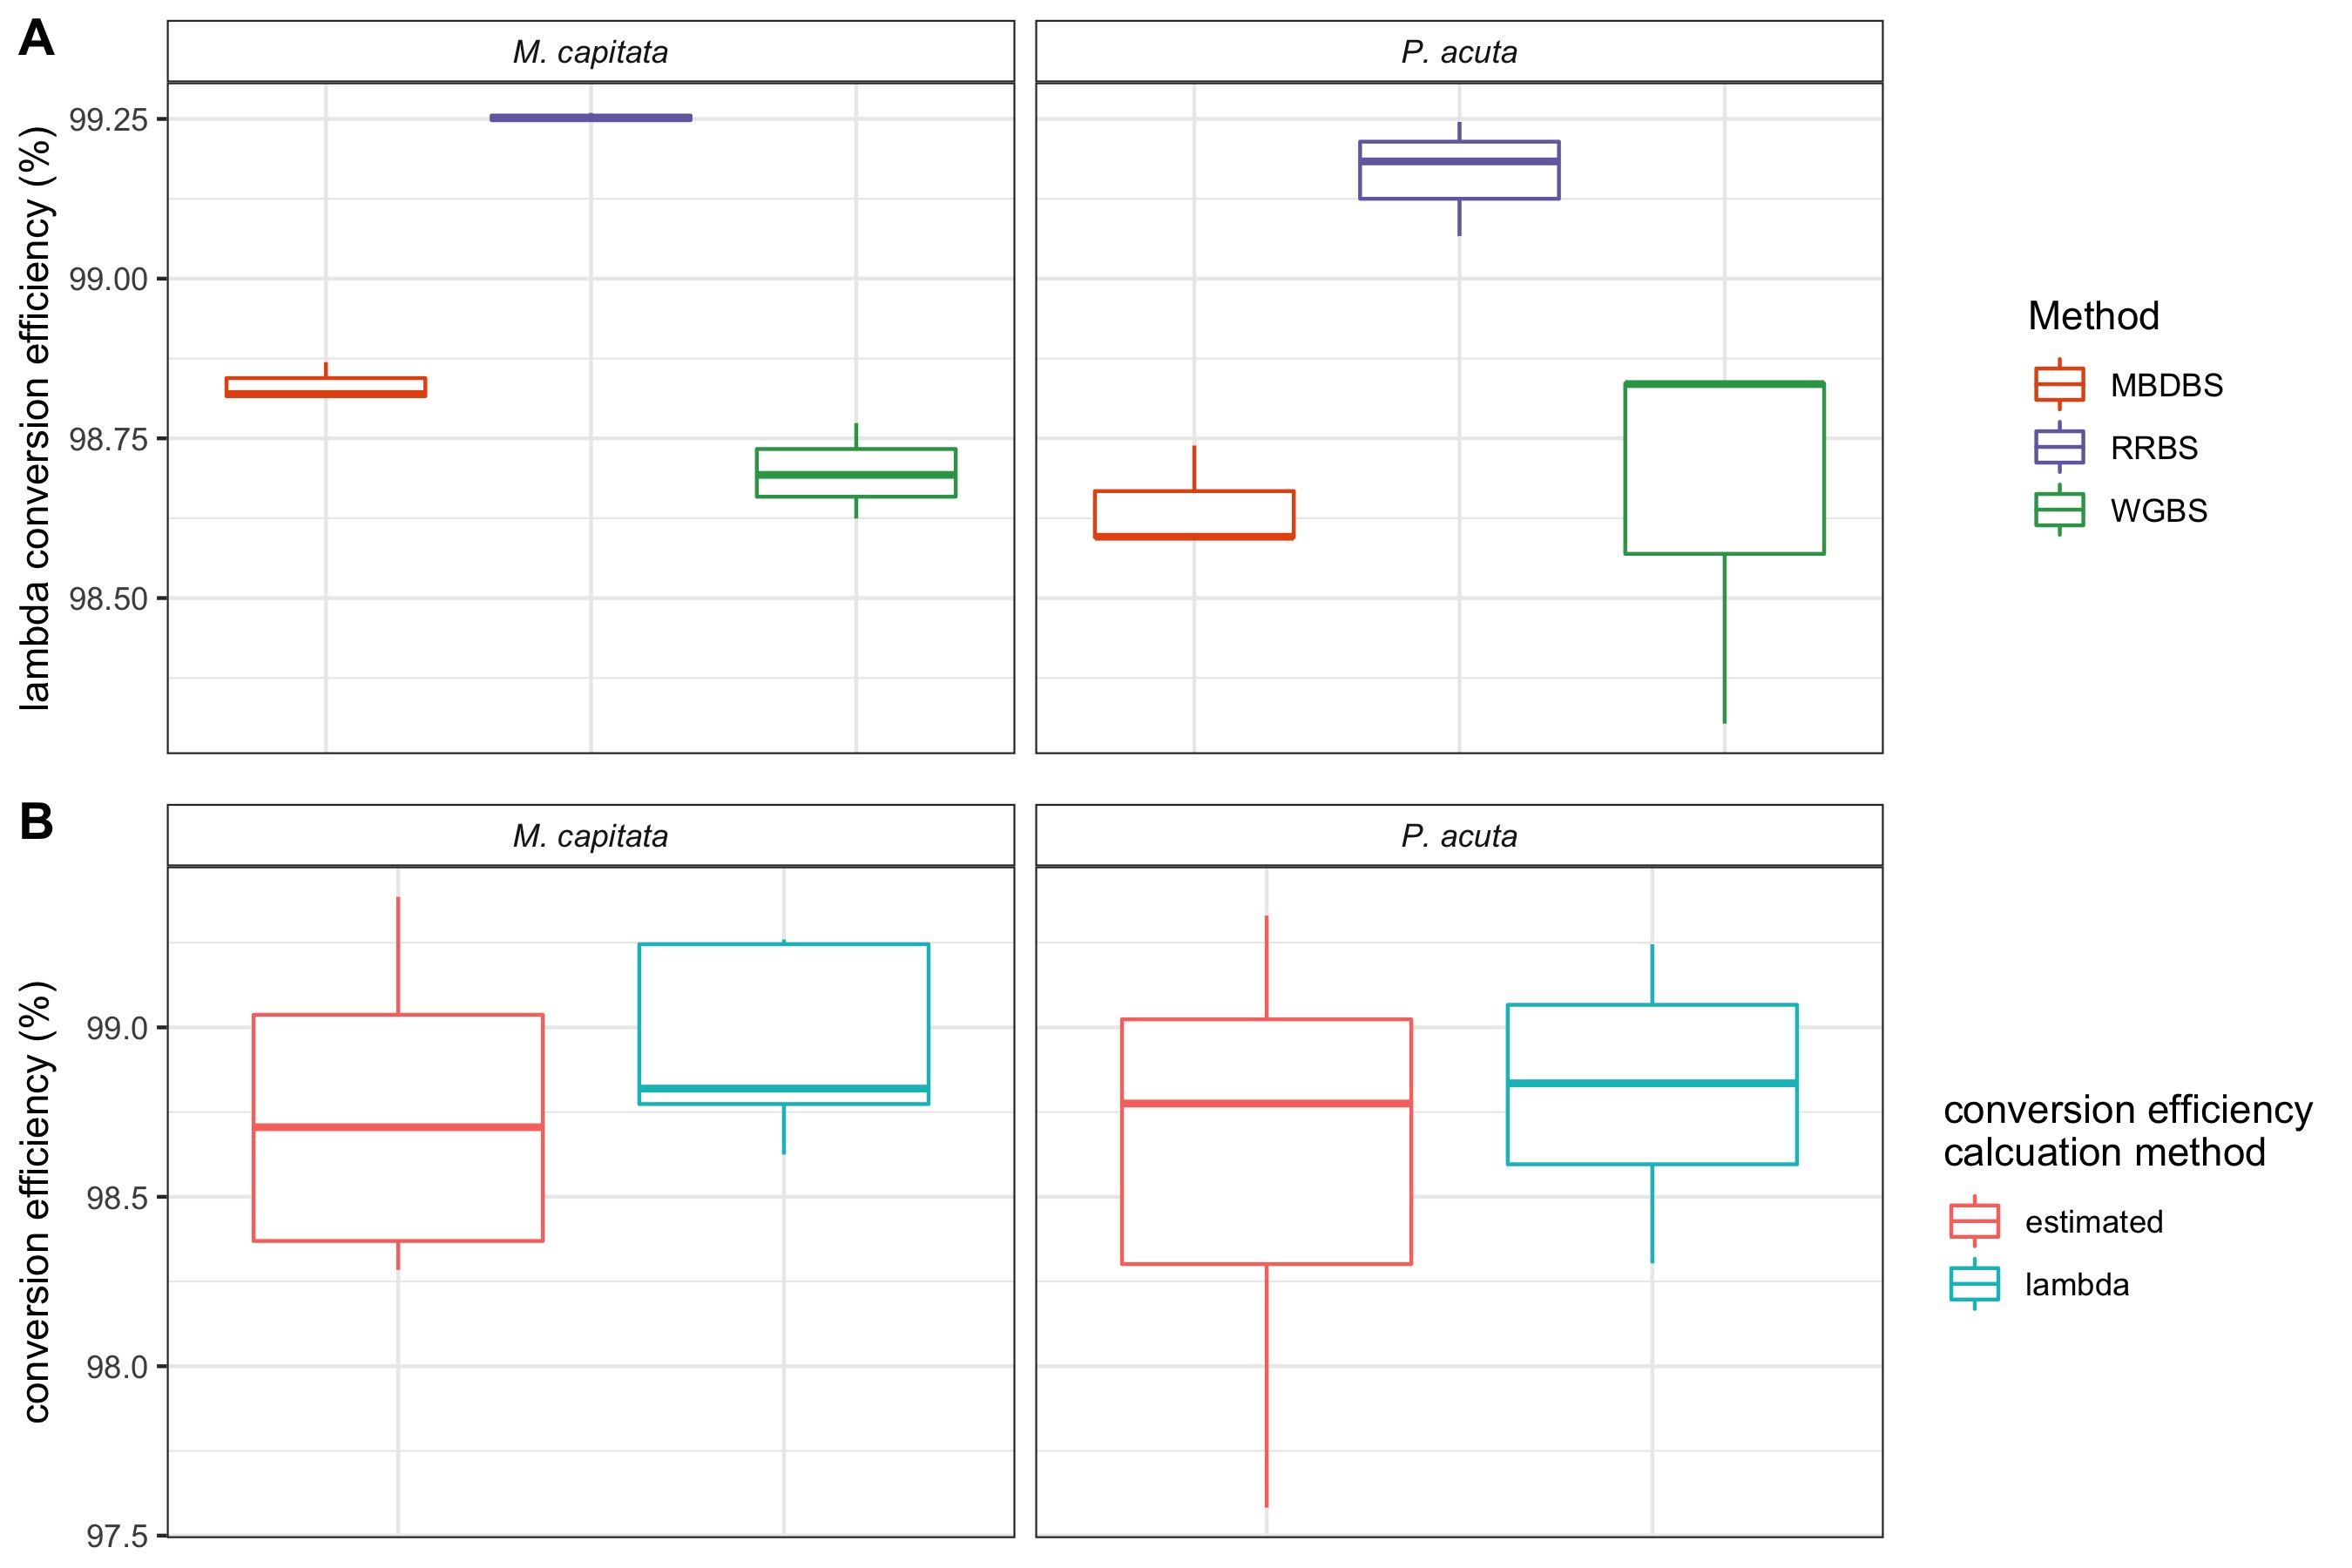 A
M. capitata
P. acuta
lambda conversion efficiency (%)
99.25
99.00
98.75
98.50
Method
MBDBS
RRBS
WGBS
B
M. capitata
P. acuta
conversion efficiency (%)
99.0
98.5
98.0
97.5
conversion efficiency
calcuation method
estimated
lambda